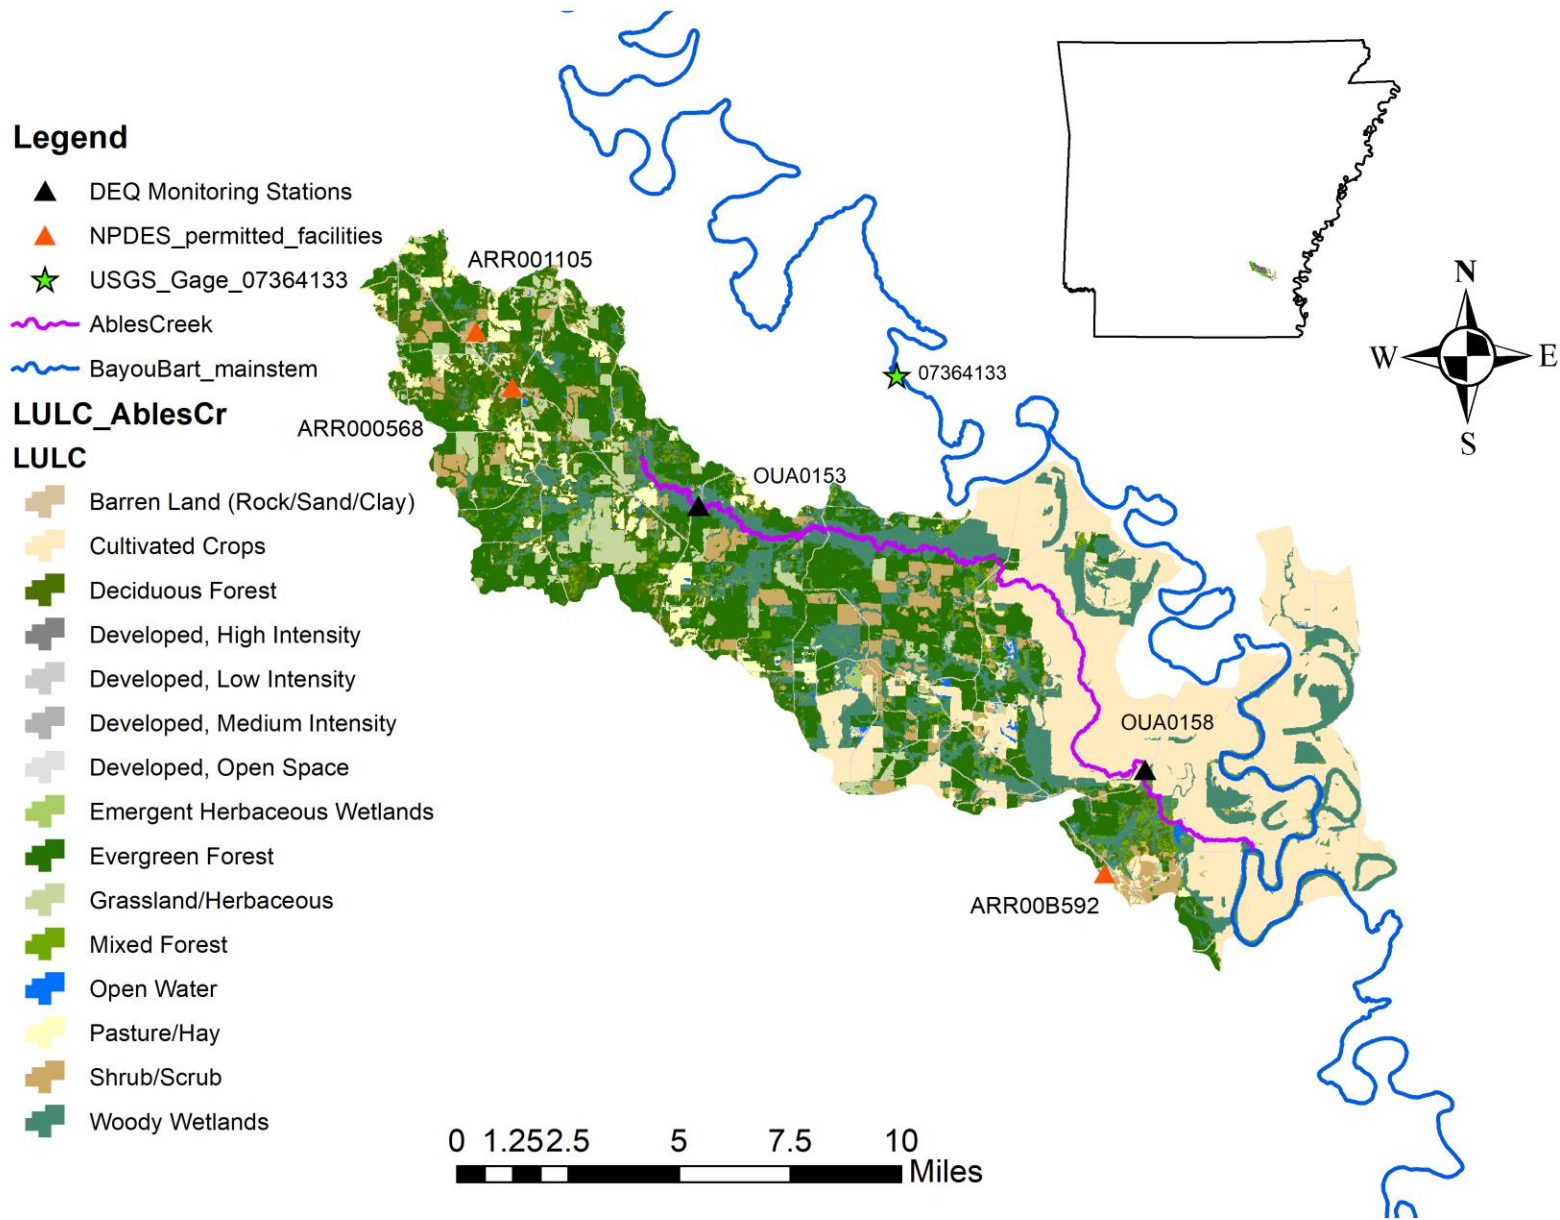 Legend
DEQ Monitoring Stations
NPDES_permitted_facilities
USGS_Gage_07364133
AblesCreek
BayouBart_mainstem
LULC_AblesCr
LULC
Barren Land (Rock/Sand/Clay)
Cultivated Crops
Deciduous Forest
Developed, High Intensity
Developed, Low Intensity
Developed, Medium Intensity
Developed, Open Space
Emergent Herbaceous Wetlands
Evergreen Forest
Grassland/Herbaceous
Mixed Forest
Open Water
Pasture/Hay
Shrub/Scrub
Woody Wetlands
ARR001105
ARR000568
OUA0153
07364133
OUA0158
ARR00B592
N
W E
S
0 1.25 2.5 5 7.5 10
Miles